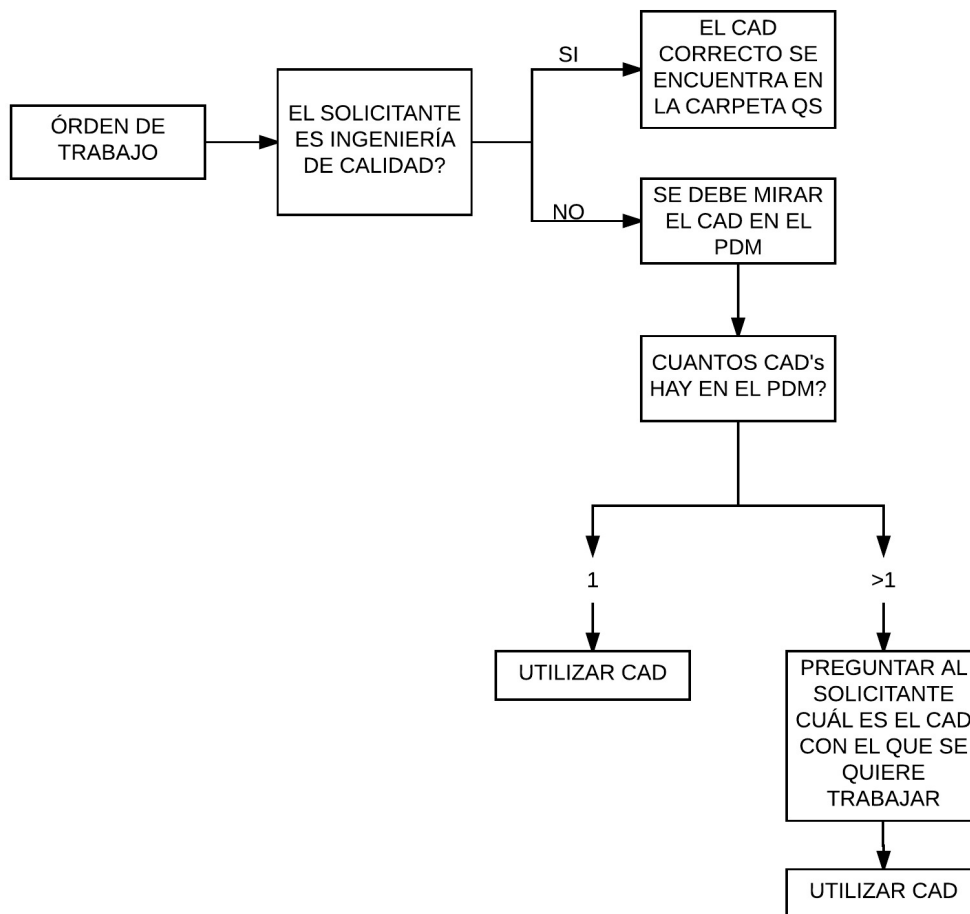 ÓRDEN DE
TRABAJO
EL SOLICITANTE
ES INGENIERÍA
DE CALIDAD?
SI
EL CAD
CORRECTO SE
ENCUENTRA EN
LA CARPETA QS
NO
SE DEBE MIRAR
EL CAD EN EL
PDM
CUANTOS CAD's
HAY EN EL PDM?
1
>1
UTILIZAR CAD
PREGUNTAR AL
SOLICITANTE
CUÁL ES EL CAD
CON EL QUE SE
QUIERE
TRABAJAR
UTILIZAR CAD